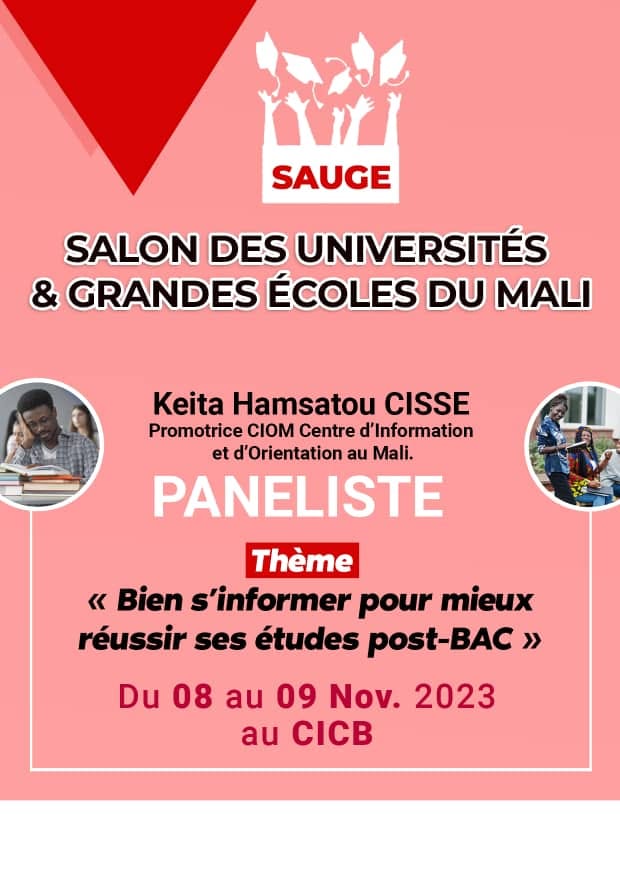 SAUGE
SALON DES UNIVERSITÉS
& GRANDES ÉCOLES DU MALI
Keita Hamsatou CISSE
Promotrice CIOM Centre d'Information
et d'Orientation au Mali.
PANELISTE
Thème
« Bien s'informer pour mieux
réussir ses études post-BAC »
Du 08 au 09 Nov. 2023
au CICB